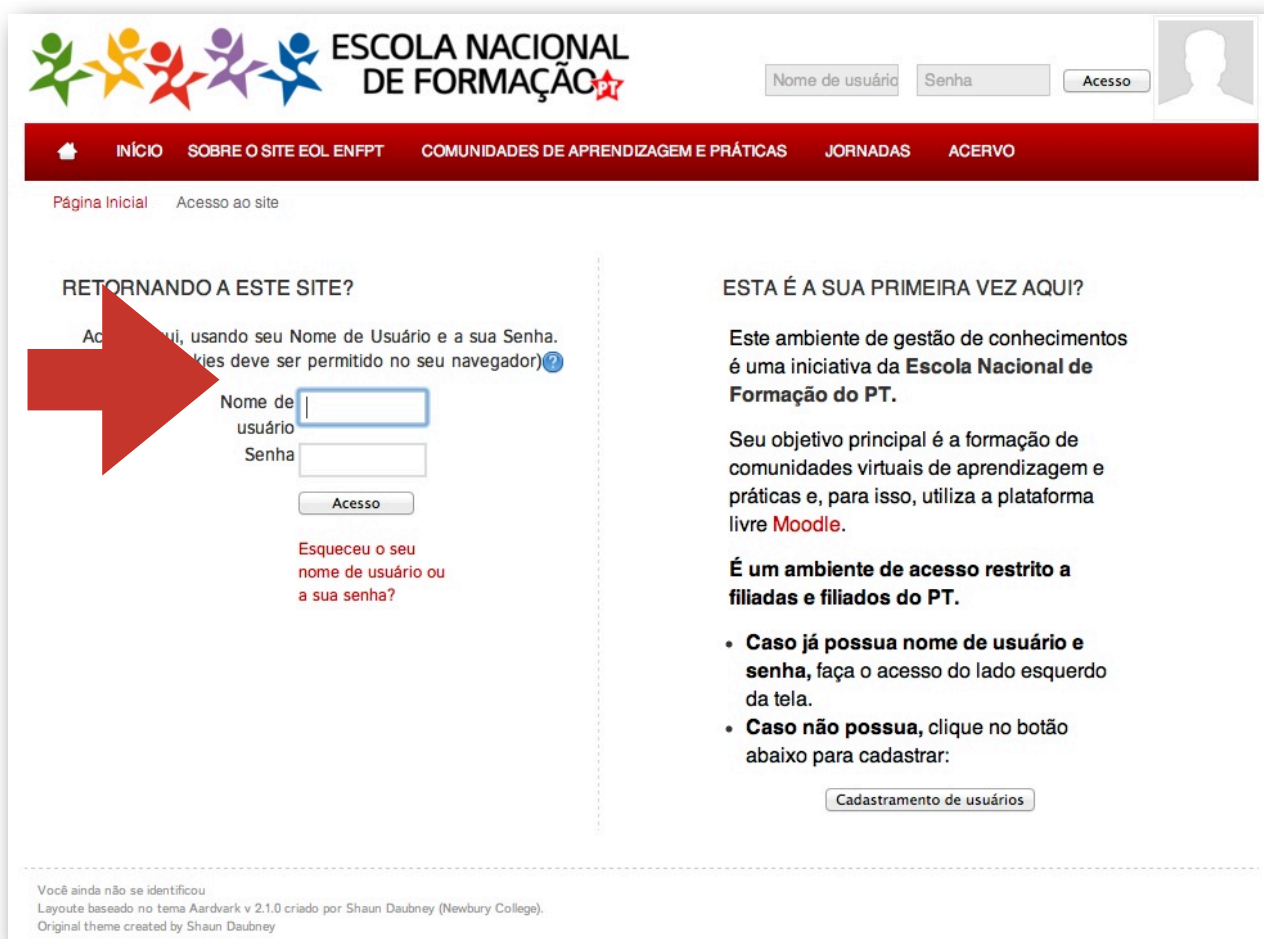 ESCOLA NACIONAL
DE FORMAÇÃO PT
Nome de usuário
Senha
Acesso
INÍCIO
SOBRE O SITE EOL ENFPT
COMUNIDADES DE APRENDIZAGEM E PRÁTICAS
JORNADAS
ACERVO
Página Inicial
Acesso ao site
RETORNANDO A ESTE SITE?
usando seu Nome de Usuário e a sua Senha.
deve ser permitido no seu navegador)
?
Nome de
usuário
Senha
Acesso
Esqueceu o seu
nome de usuário ou
a sua senha?
ESTA É A SUA PRIMEIRA VEZ AQUI?
Este ambiente de gestão de conhecimentos
é uma iniciativa da Escola Nacional de
Formação do PT.
Seu objetivo principal é a formação de
comunidades virtuais de aprendizagem e
práticas e, para isso, utiliza a plataforma
livre Moodle.
É um ambiente de acesso restrito a
filiadas e filiados do PT.
• Caso já possua nome de usuário e
senha, faça o acesso do lado esquerdo
da tela.
• Caso não possua, clique no botão
abaixo para cadastrar:
Cadastramento de usuários
Você ainda não se identificou
Layoute baseado no tema Aardvark v 2.1.0 criado por Shaun Daubney (Newbury College).
Original theme created by Shaun Daubney